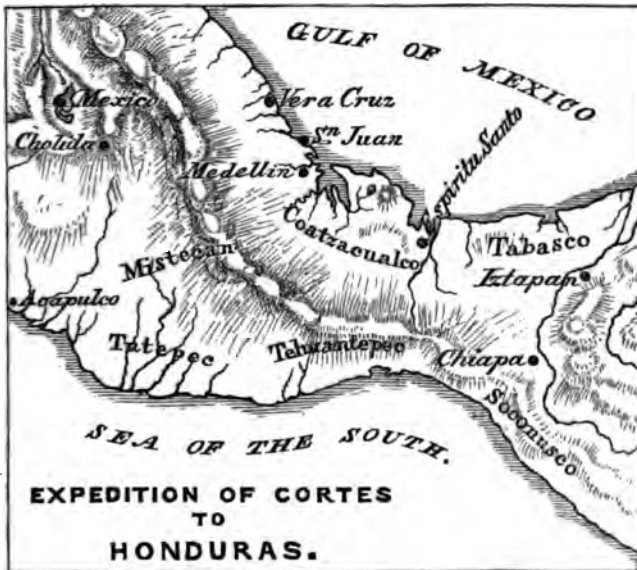 GULF OF MEXICO
Mexico
Vera Cruz
Sn Juan
Cholula
Medellin
Espiritu Santo
Coatzacualco
Tabasco
Mistecan
Iztapan
Acapulco
Tutepec
Tehuantepec
Chiapa
Soconusco
SEA OF THE SOUTH.
EXPEDITION OF CORTES
TO
HONDURAS.